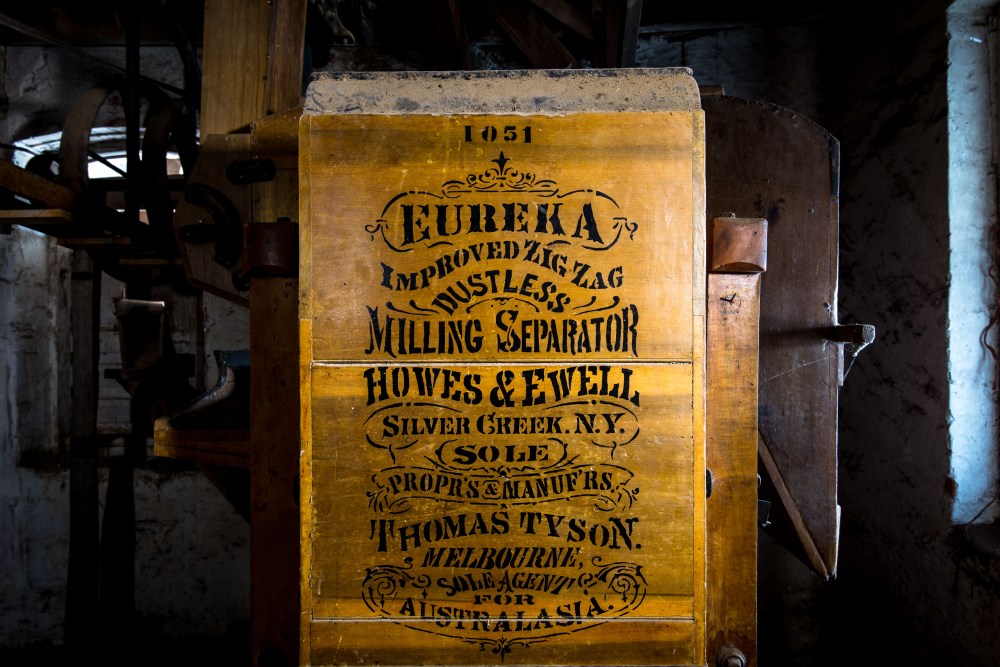 1051
EUREKA
IMPROVED ZIG ZAG
DUSTLESS
MILLING SEPARATOR
HOWES & EWELL
SILVER CREEK. N.Y.
SOLE
PROPR'S & MANUF'RS.
THOMAS TYSON.
MELBOURNE,
SOLE AGENT
FOR
AUSTRALASIA.